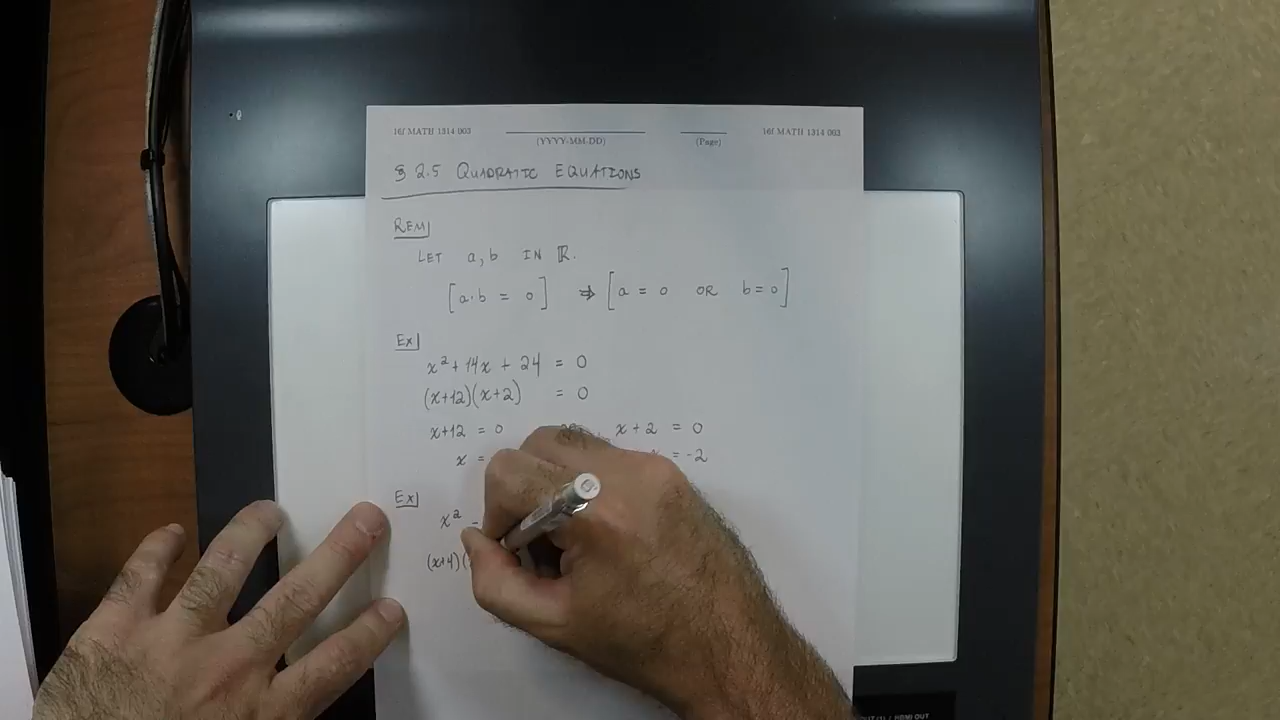 16f MATH 1314 003 (YYYY-MM-DD) (Page) 16f MATH 1314 003
§ 2.5 QUADRATIC EQUATIONS
REM
LET a, b IN ℝ.
[a·b = 0] ⇒ [a = 0 OR b = 0]
Ex
x² + 14x + 24 = 0
(x+12)(x+2) = 0
x+12 = 0 x + 2 = 0
x = = -2
Ex
x² -
(x+4)(